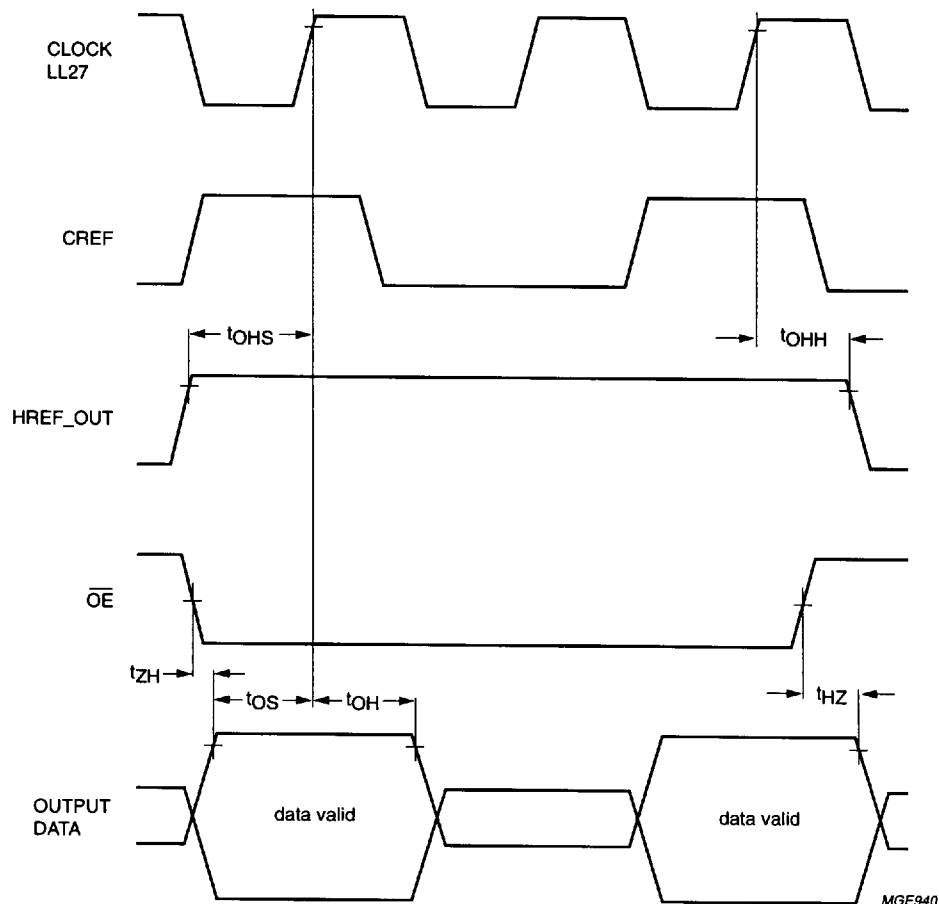 CLOCK
LL27
CREF
tOHS
tOHH
HREF_OUT
OE
tZH
tOS
tOH
tHZ
OUTPUT
DATA
data valid
data valid
MGE940